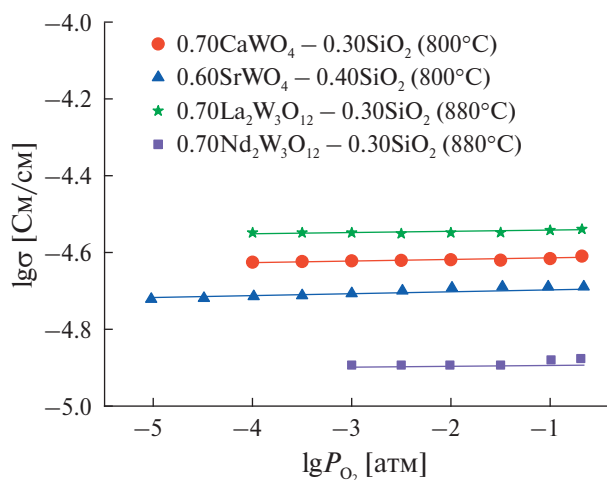 −4.0
0.70CaWO₄ – 0.30SiO₂ (800°C)
0.60SrWO₄ – 0.40SiO₂ (800°C)
−4.2
0.70La₂W₃O₁₂ – 0.30SiO₂ (880°C)
0.70Nd₂W₃O₁₂ – 0.30SiO₂ (880°C)
−4.4
lgσ [См/см]
−4.6
−4.8
−5.0
−5 −4 −3 −2 −1
lgP_O₂ [атм]